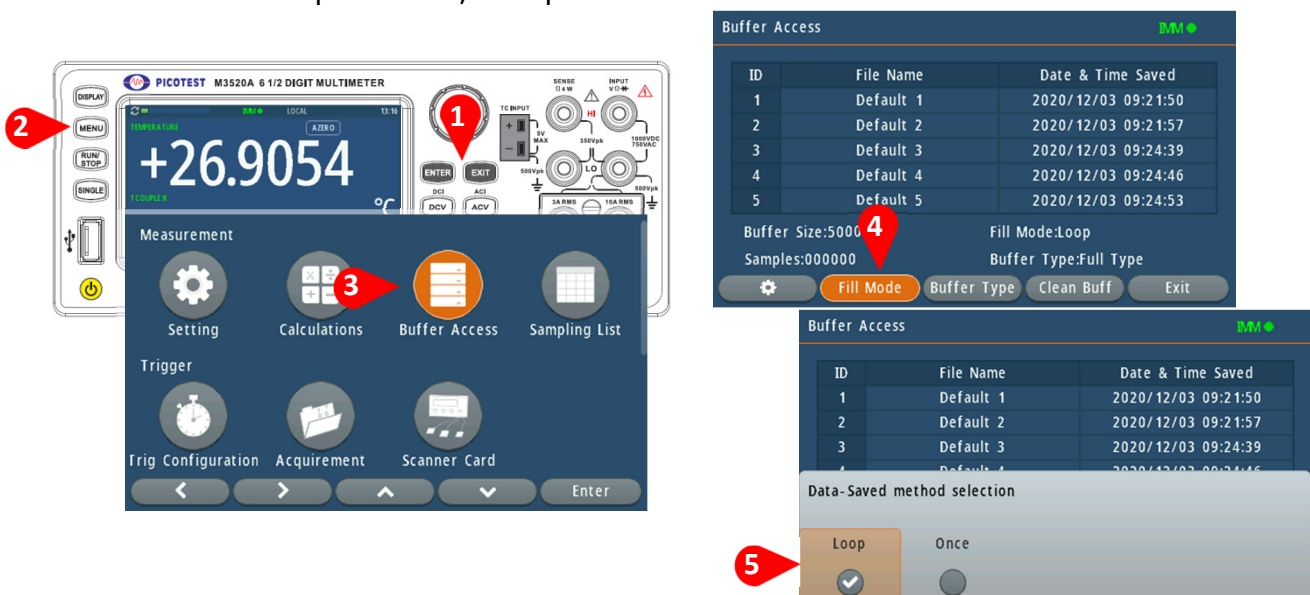 PICOTEST M3520A 6 1/2 DIGIT MULTIMETER
DISPLAY
MENU
RUN/
STOP
SINGLE
IMM
LOCAL
13:16
TEMPERATURE
AZERO
+26.9054
TCOUPLE:K
°C
TC INPUT
5V
MAX
SENSE
Ω 4 W
INPUT
HI
350Vpk
1000VDC
750VAC
500Vpk
LO
500Vpk
3A RMS
10A RMS
ENTER
EXIT
DCI
ACI
DCV
ACV
1
2
3
Measurement
Setting
Calculations
Buffer Access
Sampling List
Trigger
Trig Configuration
Acquirement
Scanner Card
Enter
Buffer Access
IMM
ID File Name Date & Time Saved
1 Default 1 2020/12/03 09:21:50
2 Default 2 2020/12/03 09:21:57
3 Default 3 2020/12/03 09:24:39
4 Default 4 2020/12/03 09:24:46
5 Default 5 2020/12/03 09:24:53
4
Buffer Size:5000
Fill Mode:Loop
Samples:000000
Buffer Type:Full Type
Fill Mode
Buffer Type
Clean Buff
Exit
Buffer Access
IMM
ID File Name Date & Time Saved
1 Default 1 2020/12/03 09:21:50
2 Default 2 2020/12/03 09:21:57
3 Default 3 2020/12/03 09:24:39
Data-Saved method selection
Loop
Once
5